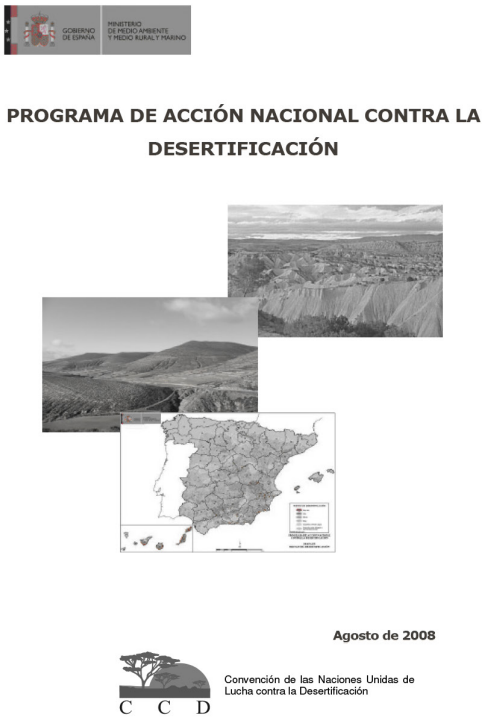 GOBIERNO
DE ESPAÑA
MINISTERIO
DE MEDIO AMBIENTE
Y MEDIO RURAL Y MARINO
PROGRAMA DE ACCIÓN NACIONAL CONTRA LA
DESERTIFICACIÓN
Agosto de 2008
C C D
Convención de las Naciones Unidas de
Lucha contra la Desertificación